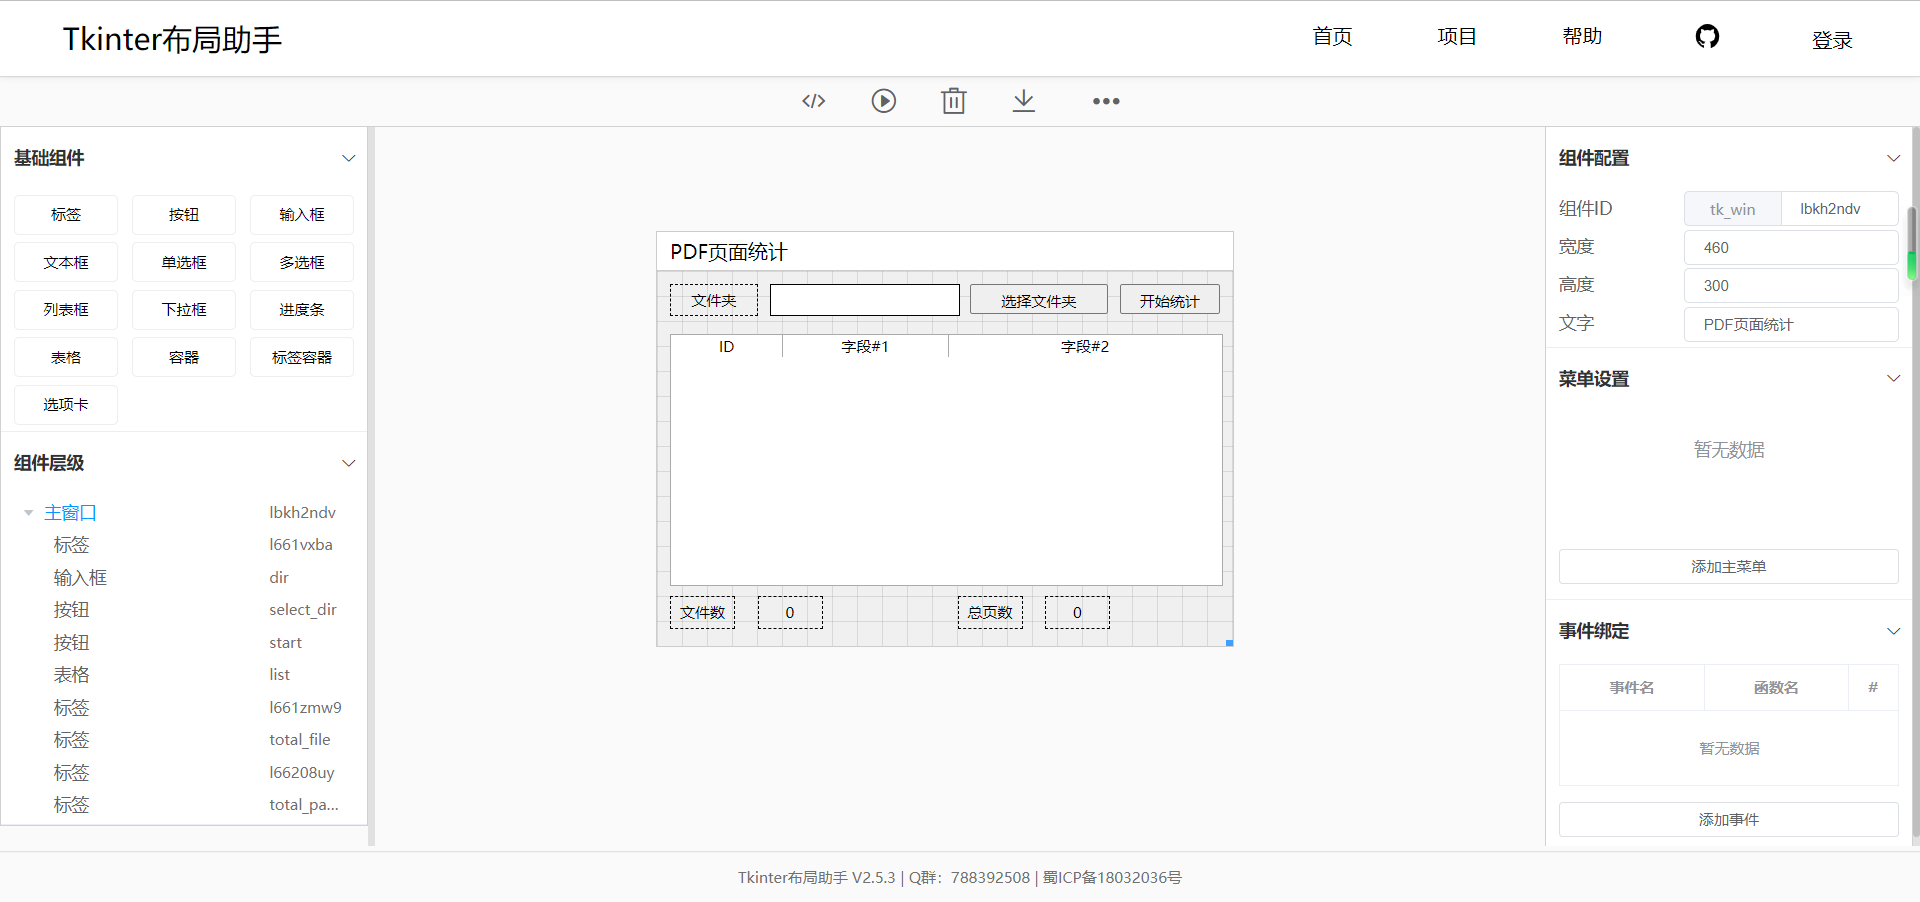 Tkinter布局助手
首页 项目 帮助 登录
基础组件
标签 按钮 输入框
文本框 单选框 多选框
列表框 下拉框 进度条
表格 容器 标签容器
选项卡
组件层级
主窗口 lbkh2ndv
标签 l661vxba
输入框 dir
按钮 select_dir
按钮 start
表格 list
标签 l661zmw9
标签 total_file
标签 l66208uy
标签 total_pa...
PDF页面统计
文件夹 选择文件夹 开始统计
ID 字段#1 字段#2
文件数 0 总页数 0
组件配置
组件ID tk_win lbkh2ndv
宽度 460
高度 300
文字 PDF页面统计
菜单设置
暂无数据
添加主菜单
事件绑定
事件名 函数名 #
暂无数据
添加事件
Tkinter布局助手 V2.5.3 | Q群：788392508 | 蜀ICP备18032036号